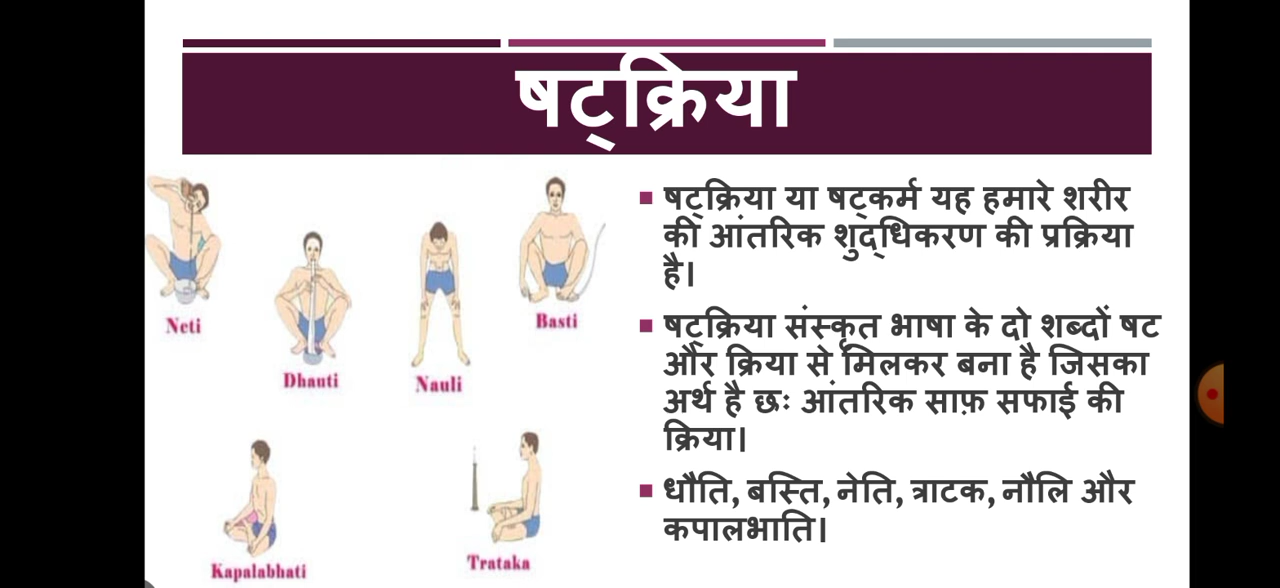 षट्क्रिया
Neti
Dhauti
Nauli
Basti
Kapalabhati
Trataka
षट्क्रिया या षट्कर्म यह हमारे शरीर
की आंतरिक शुद्धिकरण की प्रक्रिया
है।
षट्क्रिया संस्कृत भाषा के दो शब्दों षट
और क्रिया से मिलकर बना है जिसका
अर्थ है छः आंतरिक साफ़ सफाई की
क्रिया।
धौति, बस्ति, नेति, त्राटक, नौलि और
कपालभाति।